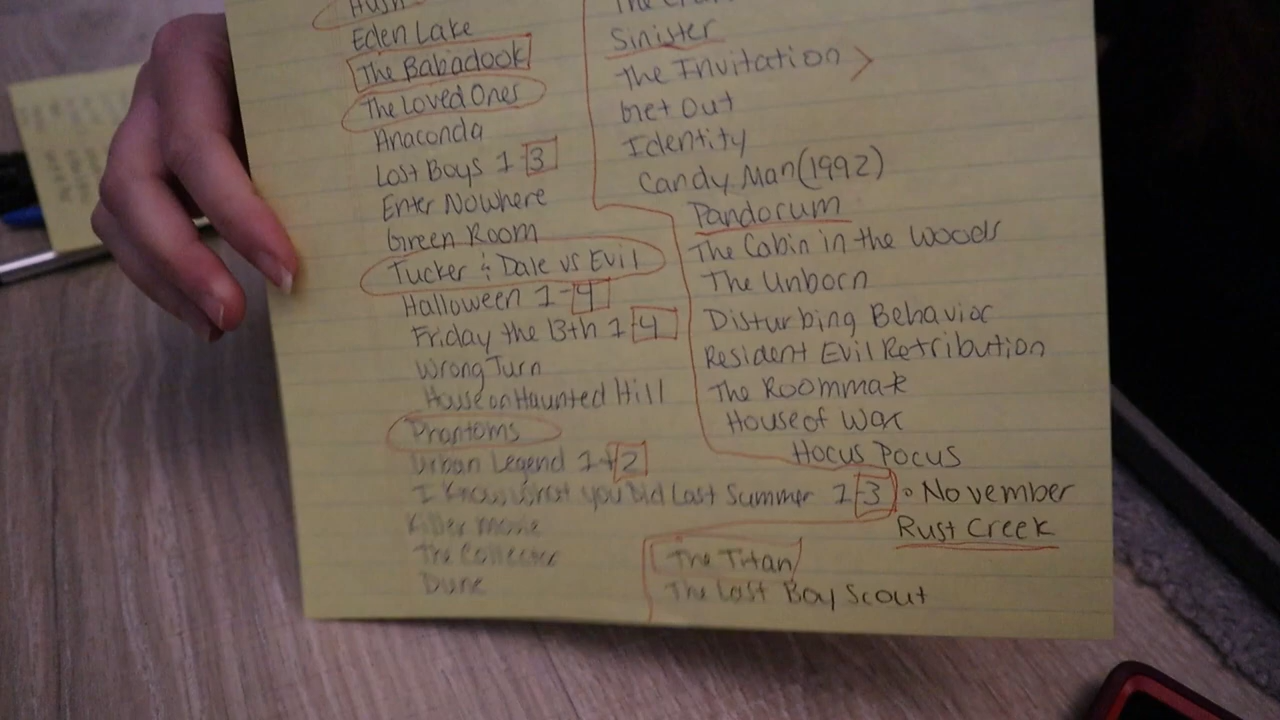 Hush
Eden Lake
The Babadook
The Loved Ones
Anaconda
Lost Boys 1-3
Enter Nowhere
Green Room
Tucker & Dale vs Evil
Halloween 1-4
Friday the 13th 1-4
Wrong Turn
House on Haunted Hill
Phantoms
Urban Legend 1+2
I Know What you Did Last Summer 1-3
Killer Movie
The Collector
Dune
Sinister
The Invitation >
Get Out
Identity
Candy Man (1992)
Pandorum
The Cabin in the Woods
The Unborn
Disturbing Behavior
Resident Evil Retribution
The Roommate
House of Wax
Hocus Pocus
• November
Rust Creek
The Titan
The Last Boy Scout